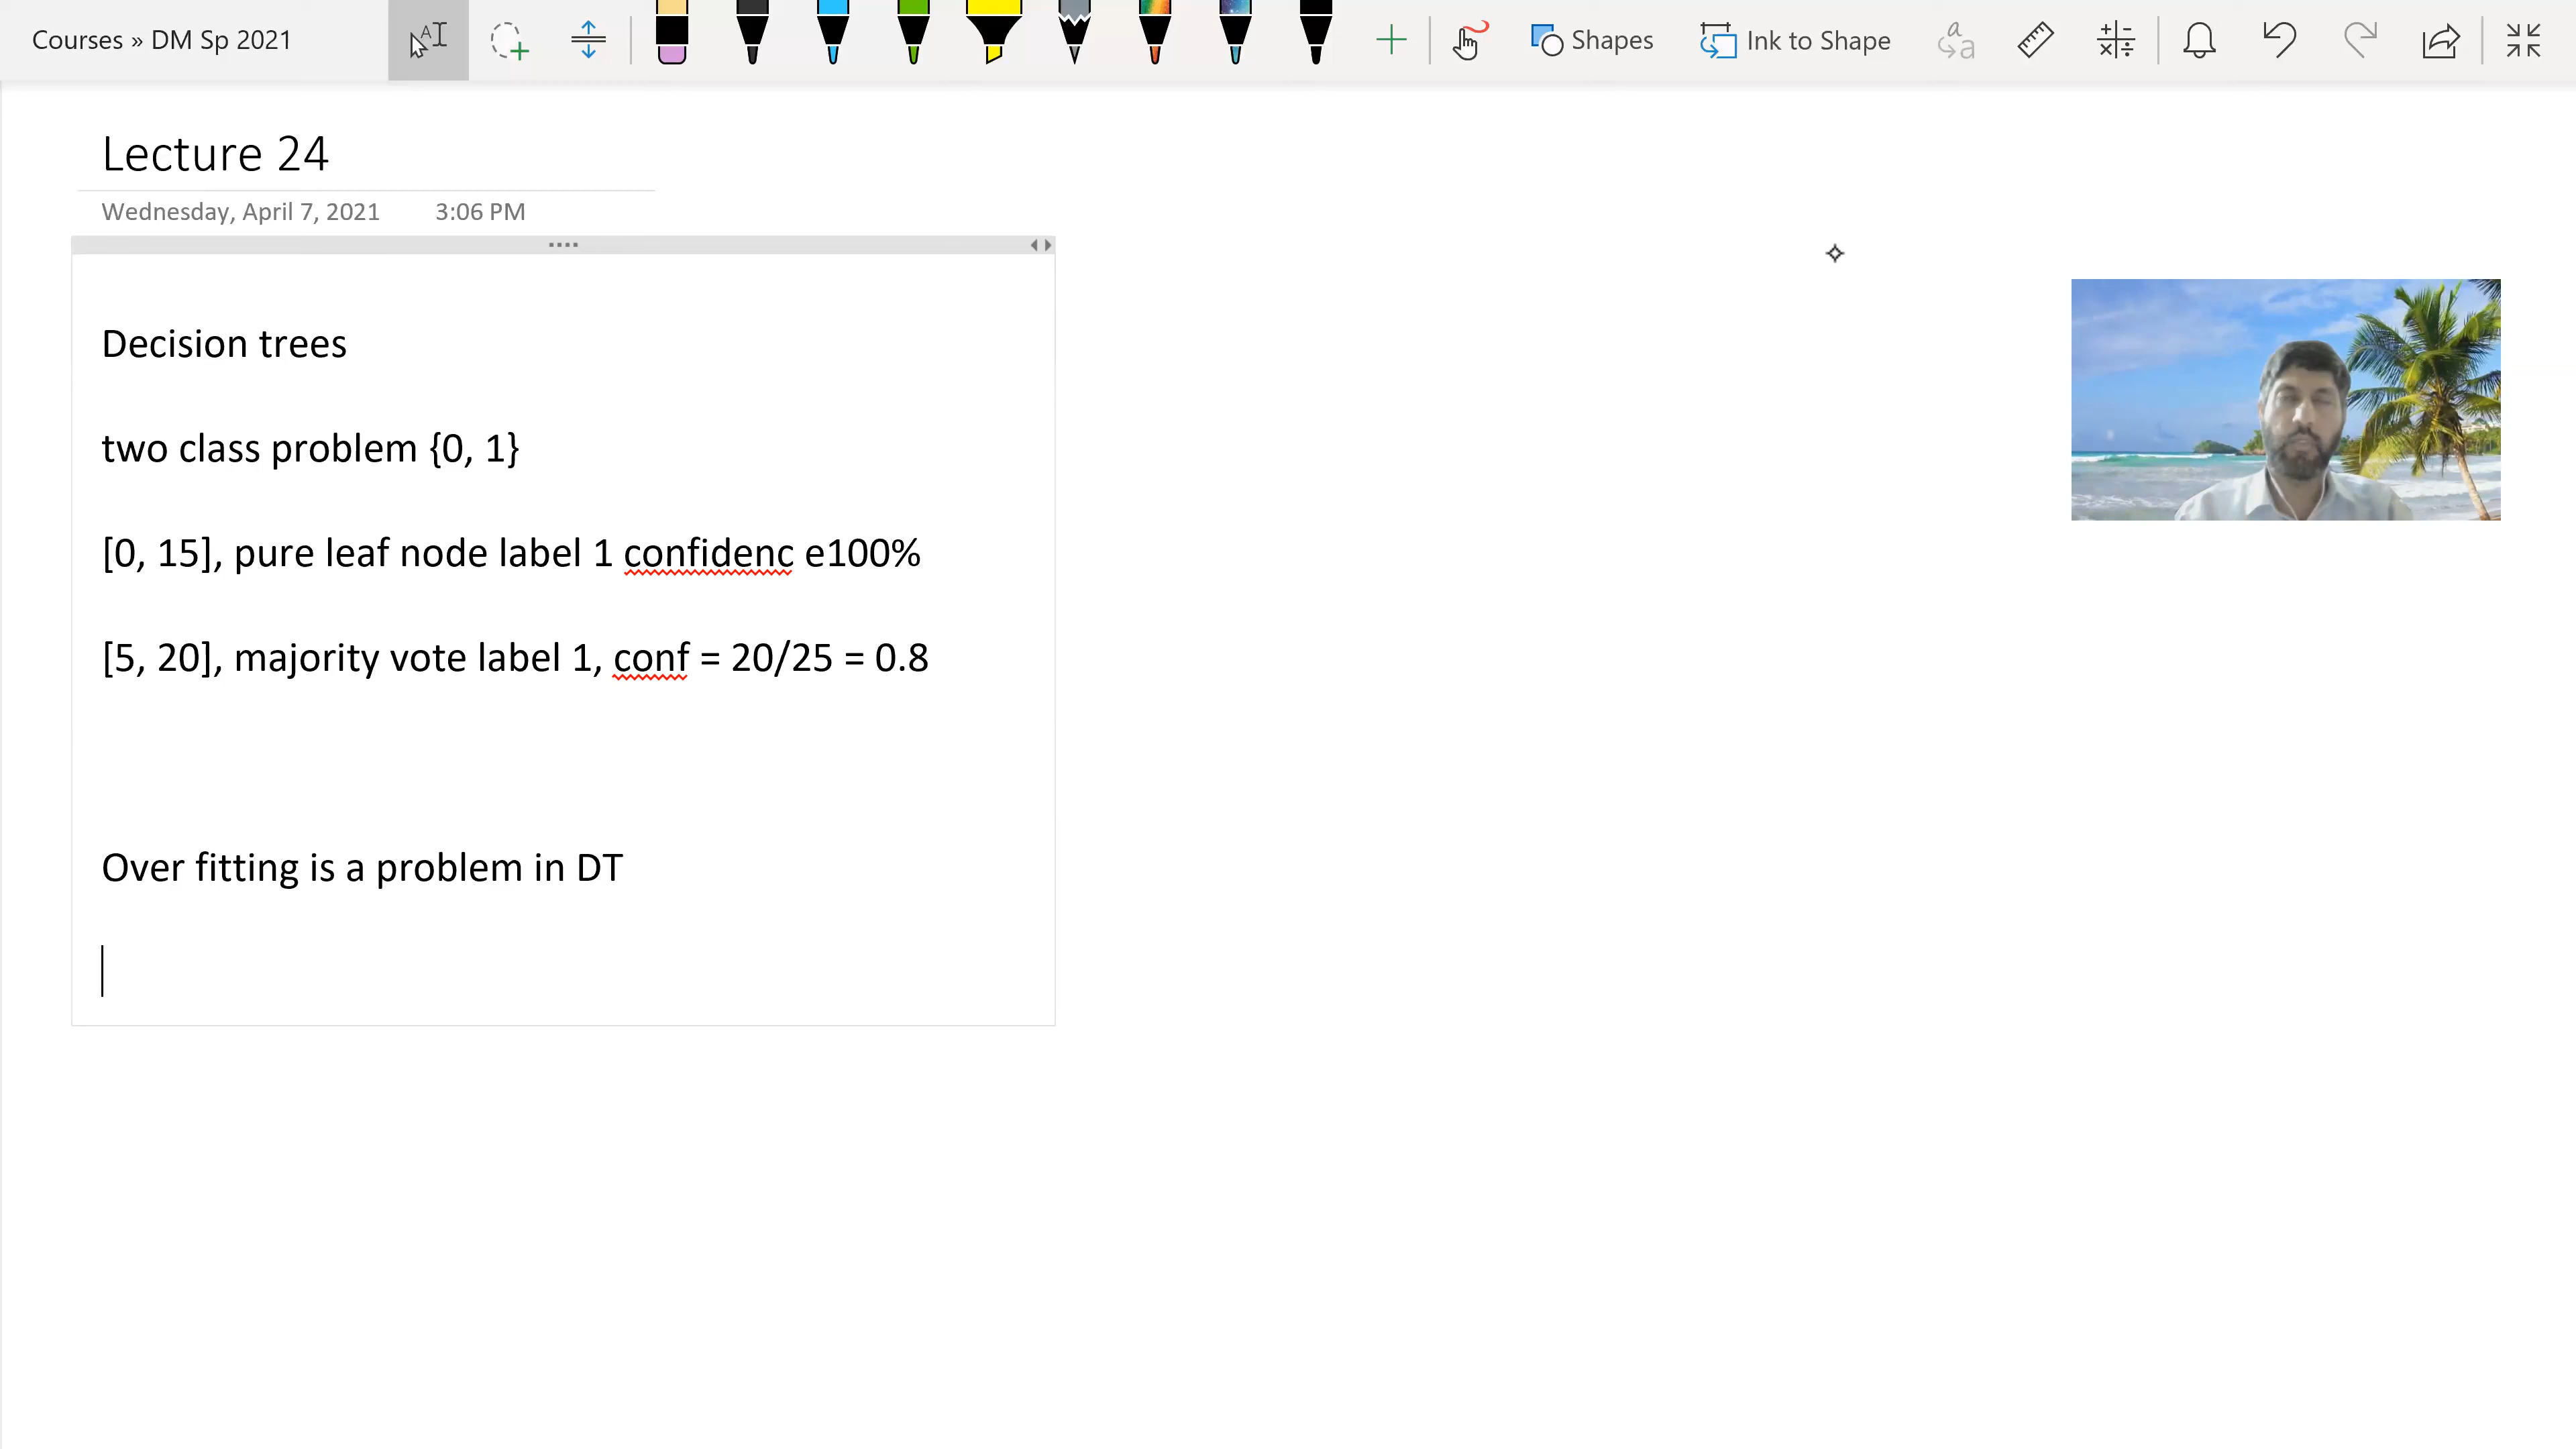 Courses » DM Sp 2021
Shapes
Ink to Shape
Lecture 24
Wednesday, April 7, 2021 3:06 PM
Decision trees
two class problem {0, 1}
[0, 15], pure leaf node label 1 confidenc e100%
[5, 20], majority vote label 1, conf = 20/25 = 0.8
Over fitting is a problem in DT